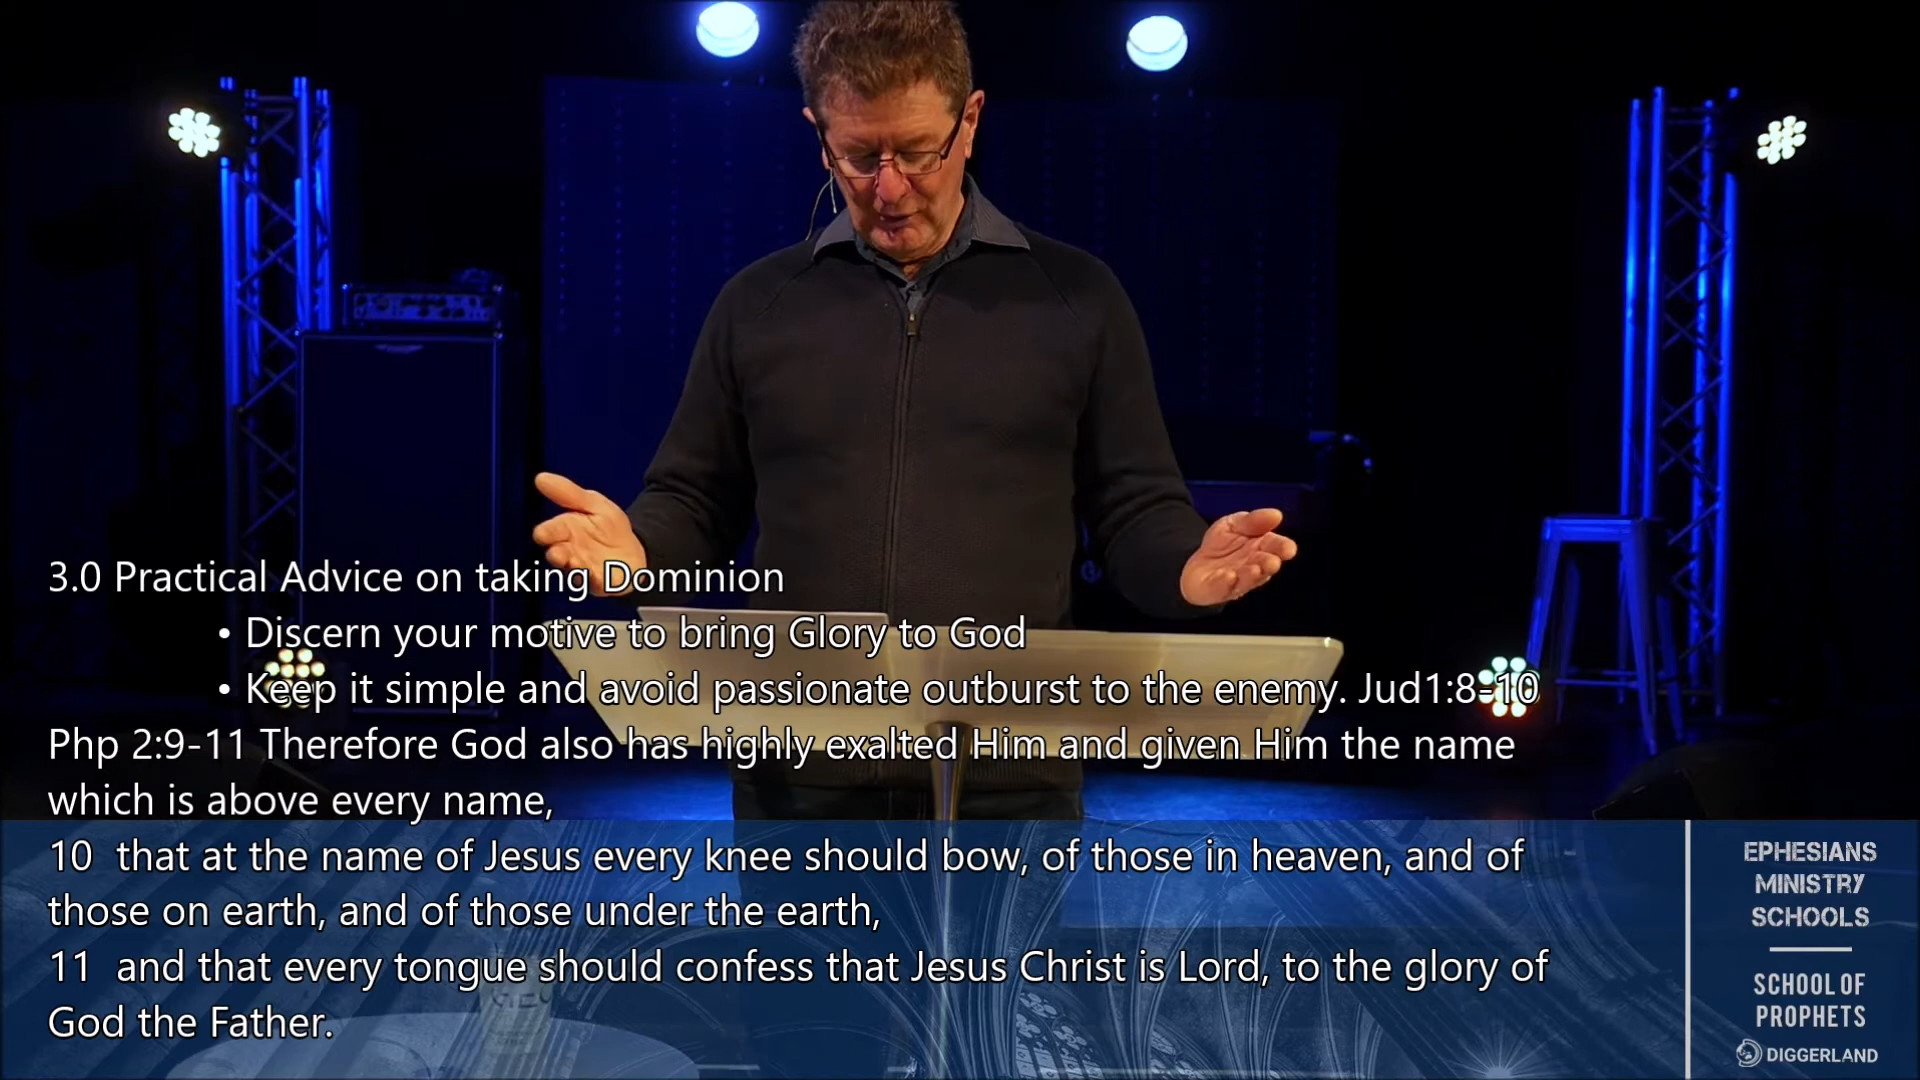 3.0 Practical Advice on taking Dominion
• Discern your motive to bring Glory to God
• Keep it simple and avoid passionate outburst to the enemy. Jud1:8-10
Php 2:9-11 Therefore God also has highly exalted Him and given Him the name
which is above every name,
10  that at the name of Jesus every knee should bow, of those in heaven, and of
those on earth, and of those under the earth,
11  and that every tongue should confess that Jesus Christ is Lord, to the glory of
God the Father.
EPHESIANS
MINISTRY
SCHOOLS
SCHOOL OF
PROPHETS
DIGGERLAND